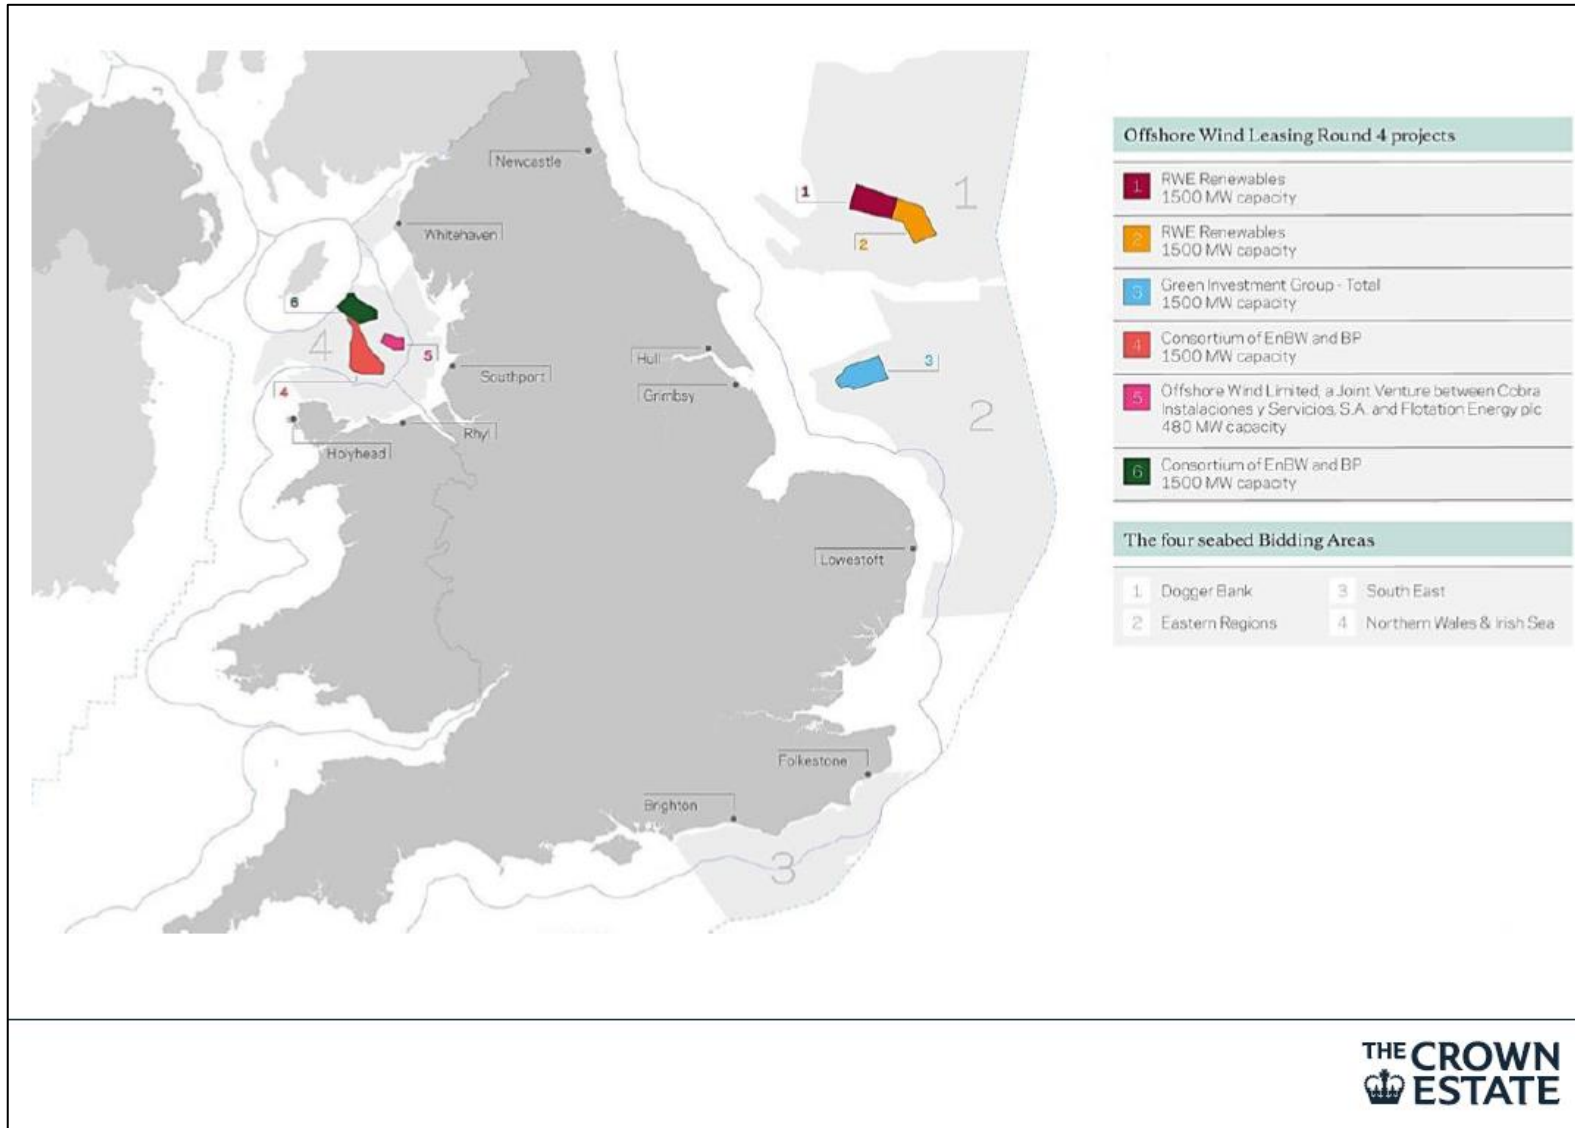 Newcastle
Whitehaven
1
1
2
6
4
5
3
Hull
Southport
4
Grimbsy
2
Rhyl
Holyhead
Lowestoft
Folkestone
Brighton
3
Offshore Wind Leasing Round 4 projects
1 RWE Renewables
1500 MW capacity
2 RWE Renewables
1500 MW capacity
3 Green Investment Group - Total
1500 MW capacity
4 Consortium of EnBW and BP
1500 MW capacity
5 Offshore Wind Limited, a Joint Venture between Cobra
Instalaciones y Servicios, S.A. and Flotation Energy plc
480 MW capacity
6 Consortium of EnBW and BP
1500 MW capacity
The four seabed Bidding Areas
1 Dogger Bank
3 South East
2 Eastern Regions
4 Northern Wales & Irish Sea
THE CROWN
ESTATE